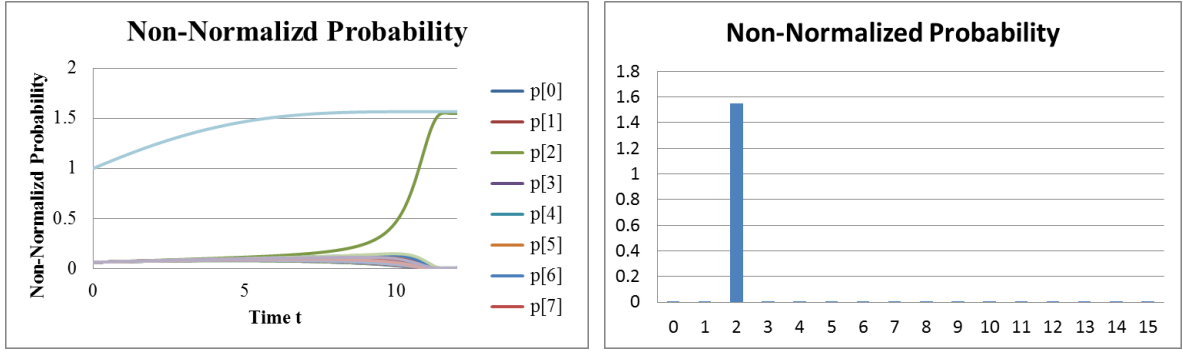 Non-Normalizd Probability
Non-Normalizd Probability
2
1.5
1
0.5
0
0 5 10
Time t
p[0]
p[1]
p[2]
p[3]
p[4]
p[5]
p[6]
p[7]
Non-Normalized Probability
1.8
1.6
1.4
1.2
1
0.8
0.6
0.4
0.2
0
0 1 2 3 4 5 6 7 8 9 10 11 12 13 14 15